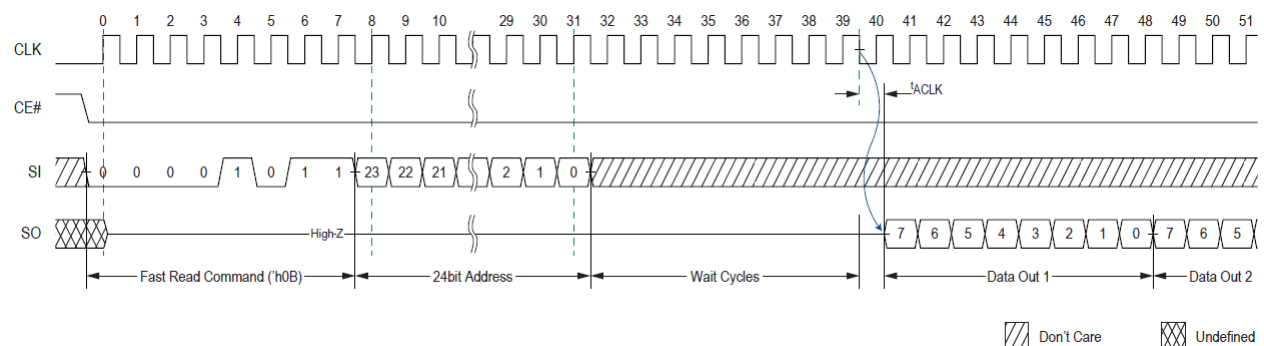 0 1 2 3 4 5 6 7 8 9 10 29 30 31 32 33 34 35 36 37 38 39 40 41 42 43 44 45 46 47 48 49 50 51
CLK
CE#
tACLK
SI 0 0 0 0 1 0 1 1 23 22 21 2 1 0
SO High-Z 7 6 5 4 3 2 1 0 7 6 5
Fast Read Command ('h0B) 24bit Address Wait Cycles Data Out 1 Data Out 2
Don't Care Undefined